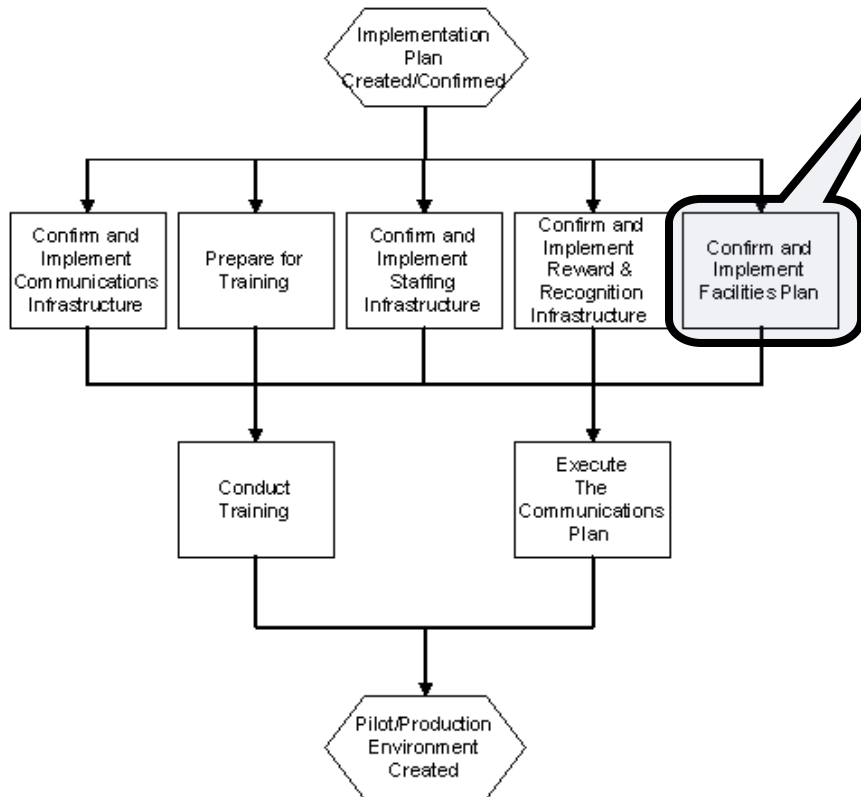 Implementation
Plan
Created/Confirmed
Confirm and
Implement
Communications
Infrastructure
Prepare for
Training
Confirm and
Implement
Staffing
Infrastructure
Confirm and
Implement
Reward &
Recognition
Infrastructure
Confirm and
Implement
Facilities Plan
Conduct
Training
Execute
The
Communications
Plan
Pilot/Production
Environment
Created